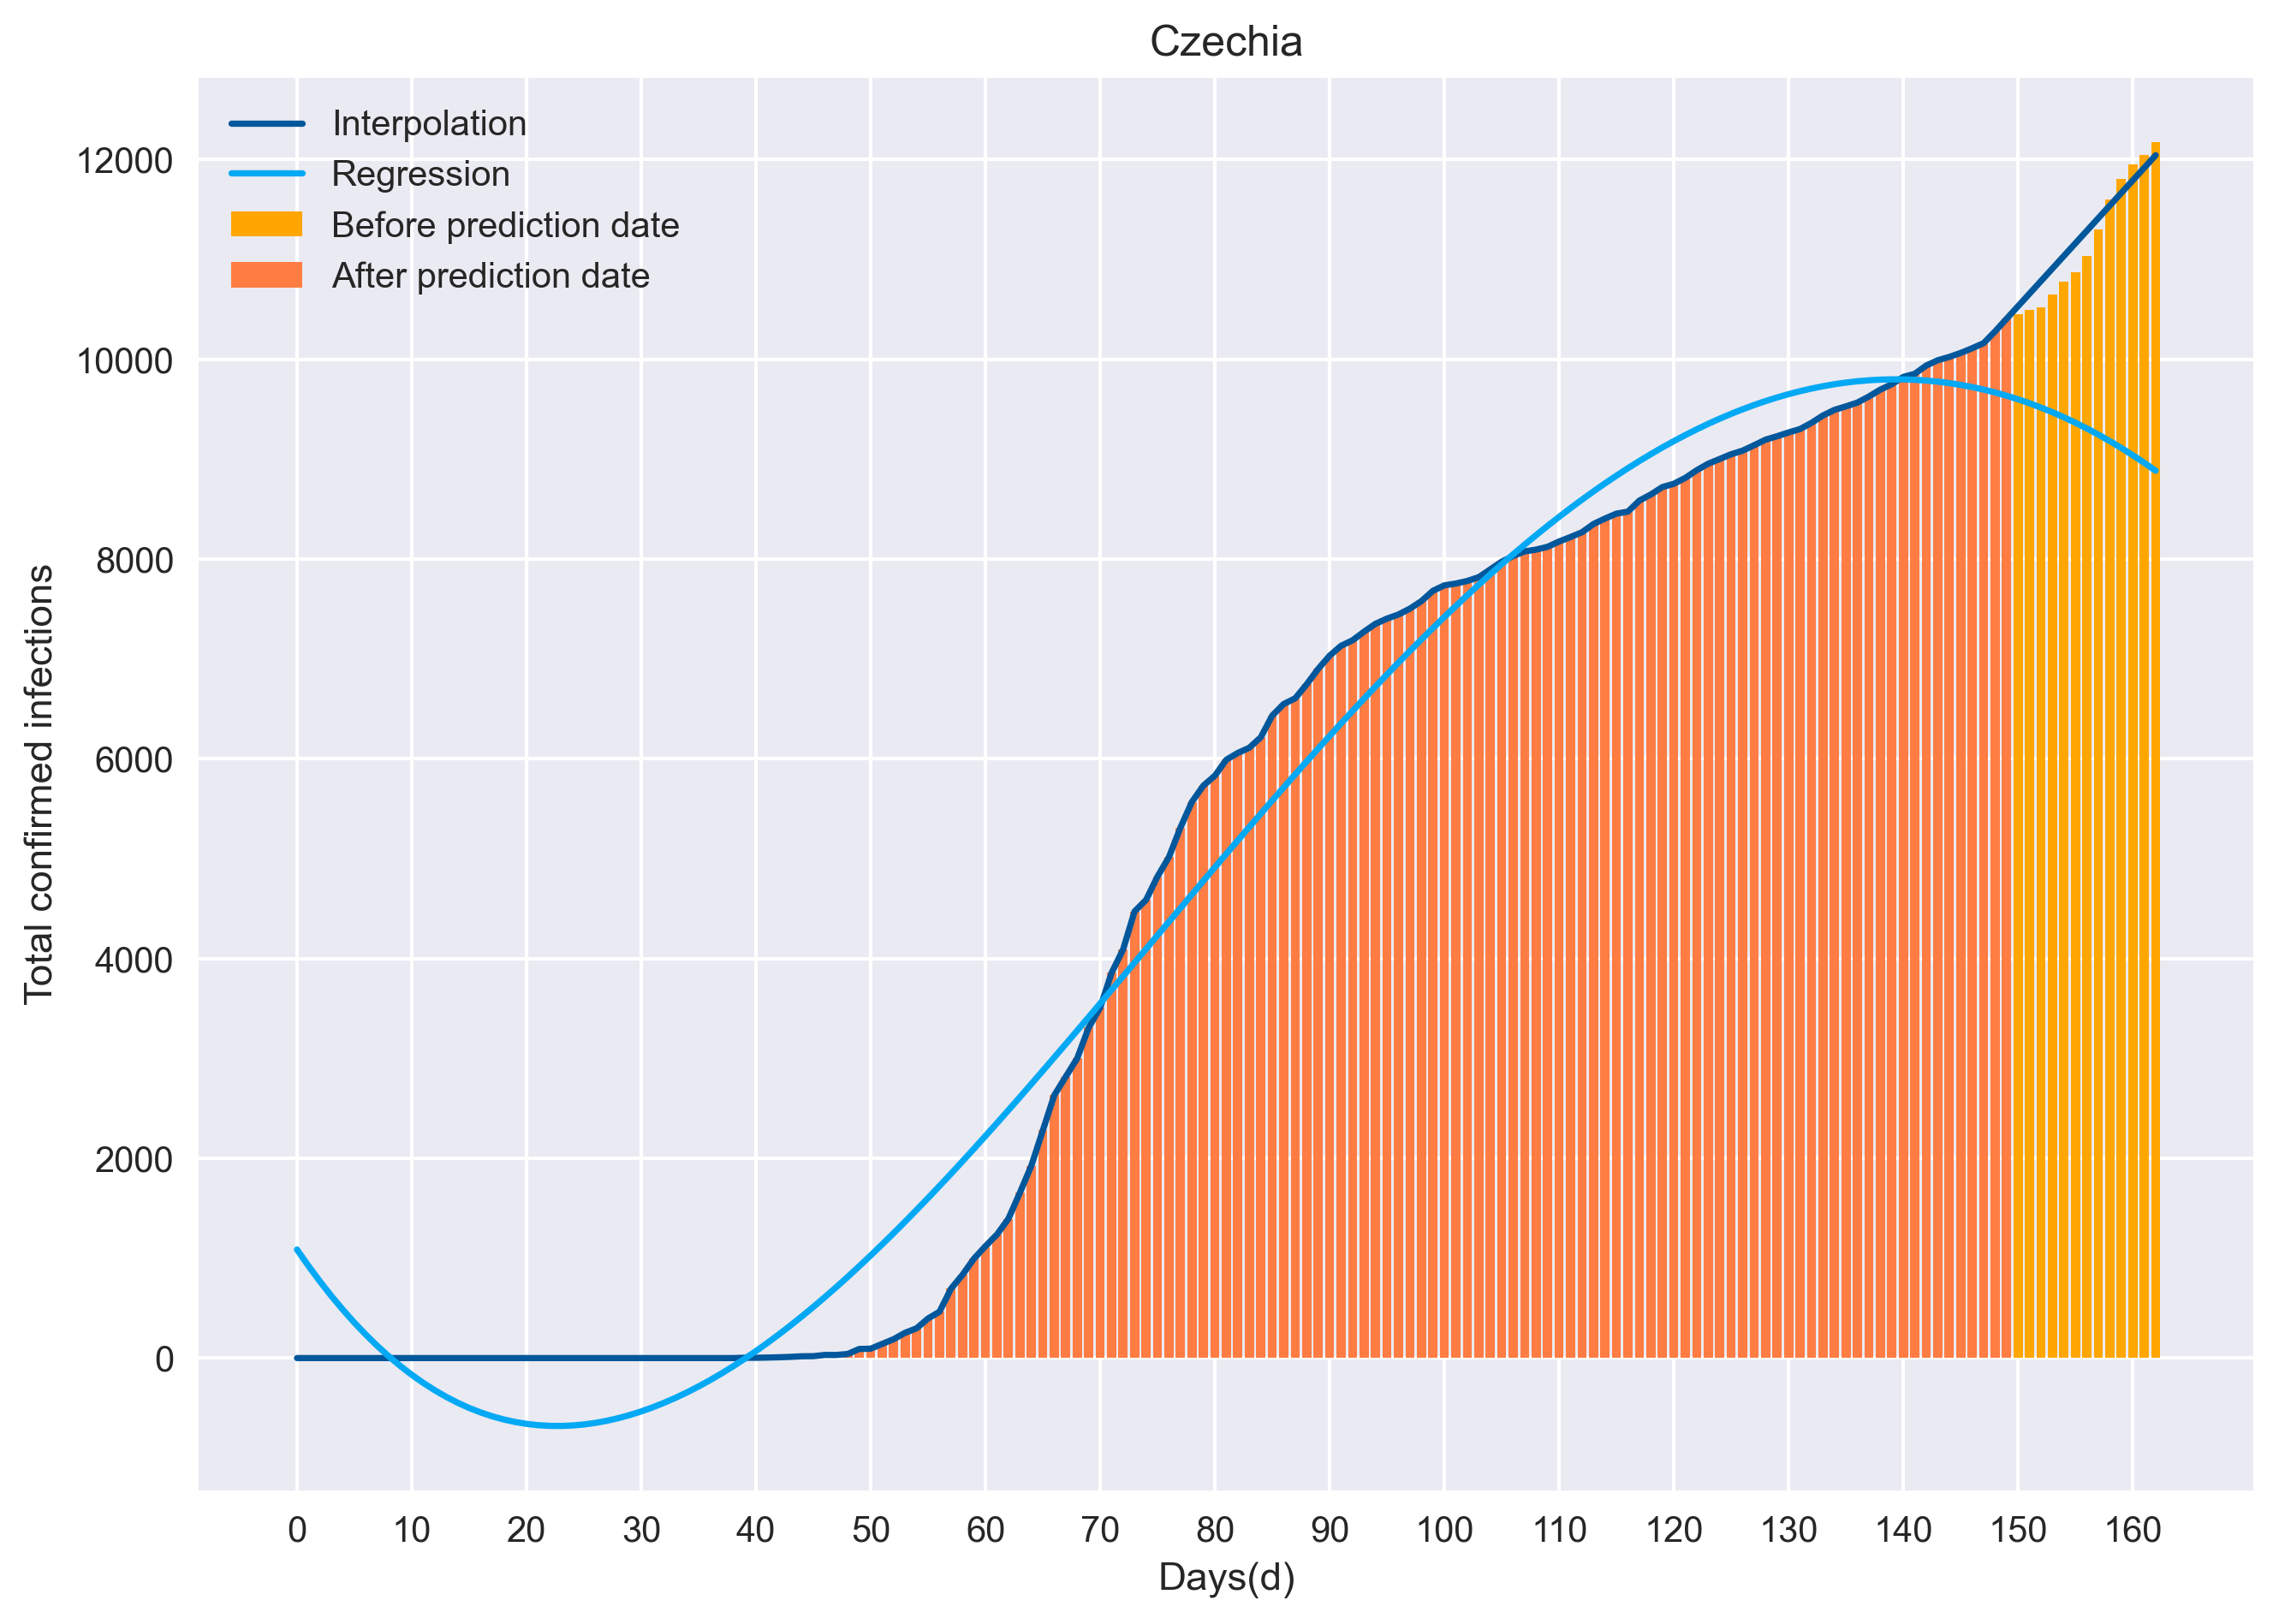 Czechia
Interpolation
Regression
Before prediction date
After prediction date
12000
10000
8000
6000
4000
2000
0
Total confirmed infections
0 10 20 30 40 50 60 70 80 90 100 110 120 130 140 150 160
Days(d)